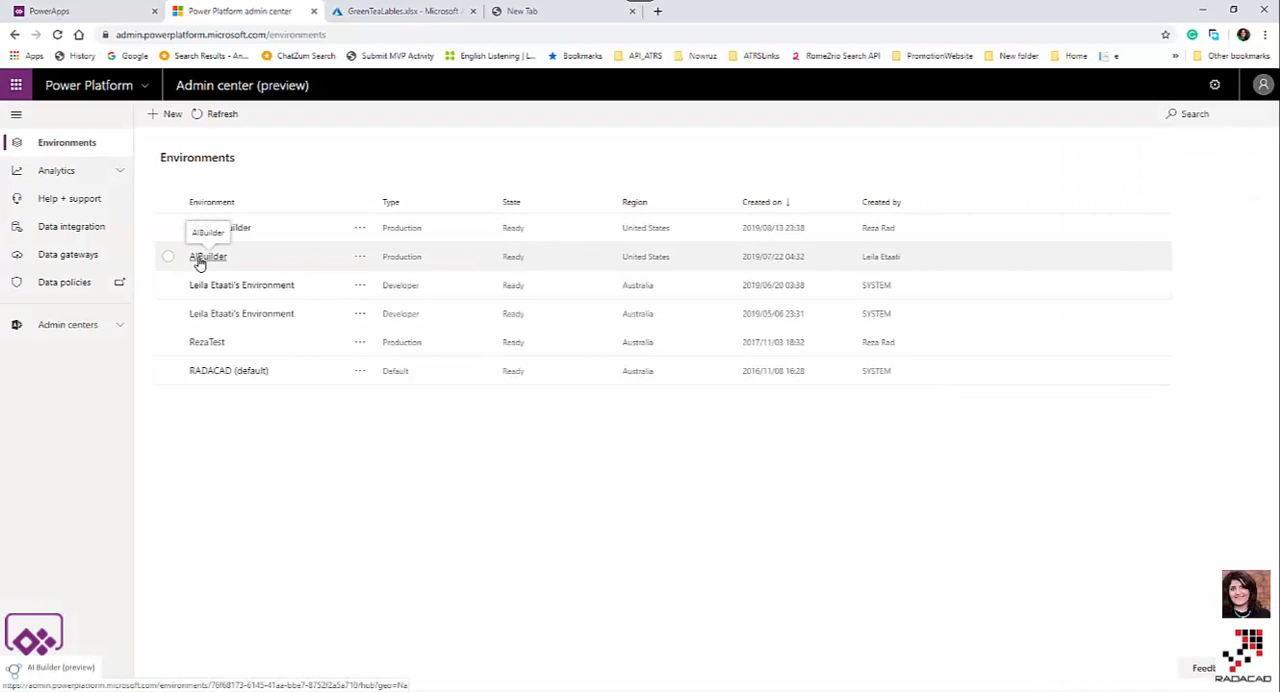 PowerApps
Power Platform admin center
GreenTeaLables.xlsx - Microsoft
New Tab
admin.powerplatform.microsoft.com/environments
Apps
History
Google
Search Results - An...
ChatZum Search
Submit MVP Activity
English Listening | L...
Bookmarks
API_ATRS
Nowruz
ATRSLinks
Rome2rio Search API
PromotionWebsite
New folder
Home
e
Other bookmarks
Power Platform
Admin center (preview)
New
Refresh
Search
Environments
Analytics
Help + support
Data integration
Data gateways
Data policies
Admin centers
Environments
Environment Type State Region Created on Created by
uilder ... Production Ready United States 2019/08/13 23:38 Reza Rad
AIBuilder
AIBuilder ... Production Ready United States 2019/07/22 04:32 Leila Etaati
Leila Etaati's Environment ... Developer Ready Australia 2019/06/20 03:38 SYSTEM
Leila Etaati's Environment ... Developer Ready Australia 2019/05/06 23:31 SYSTEM
RezaTest ... Production Ready Australia 2017/11/03 18:32 Reza Rad
RADACAD (default) ... Default Ready Australia 2016/11/08 16:28 SYSTEM
AI Builder (preview)
https://admin.powerplatform.microsoft.com/environments/76f68173-6145-41aa-bbe7-8752f2a5a710/hub?geo=Na
Feedb
RADACAD